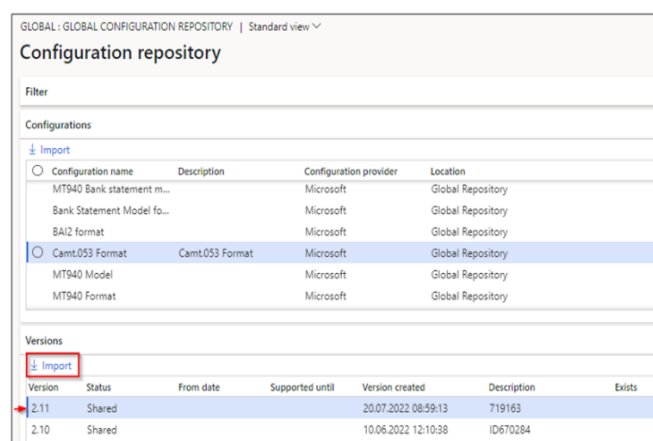 GLOBAL : GLOBAL CONFIGURATION REPOSITORY | Standard view
Configuration repository
Filter
Configurations
Import
Configuration name Description Configuration provider Location
MT940 Bank statement m... Microsoft Global Repository
Bank Statement Model fo... Microsoft Global Repository
BAI2 format Microsoft Global Repository
Camt.053 Format Camt.053 Format Microsoft Global Repository
MT940 Model Microsoft Global Repository
MT940 Format Microsoft Global Repository
Versions
Import
Version Status From date Supported until Version created Description Exists
2.11 Shared 20.07.2022 08:59:13 719163
2.10 Shared 10.06.2022 12:10:38 ID670284